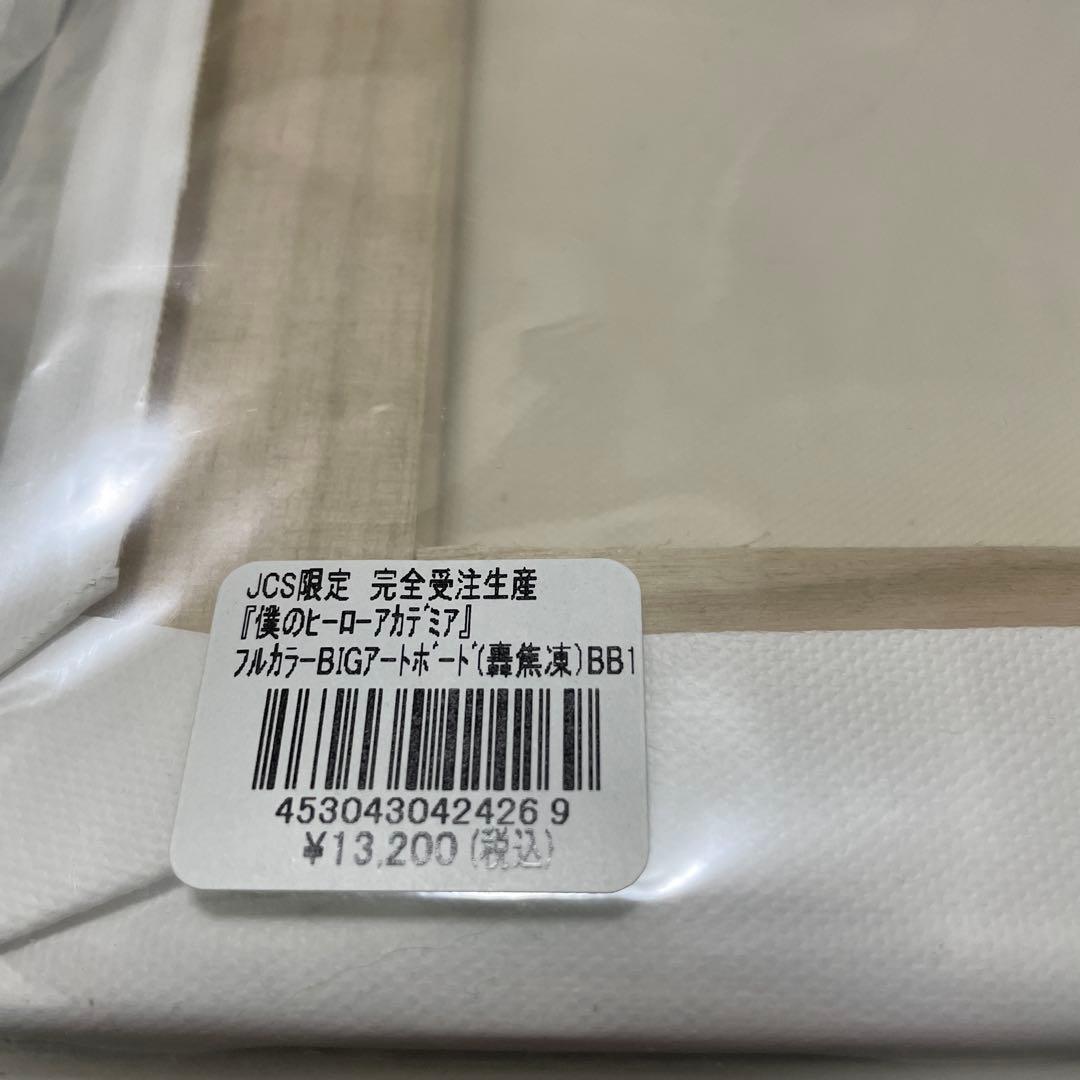 JCS限定 完全受注生産
『僕のﾋｰﾛｰｱｶﾃﾞﾐｱ』
ﾌﾙｶﾗｰBIGｱｰﾄﾎﾞｰﾄﾞ(轟焦凍)BB1
453043042426 9
¥13,200(税込)